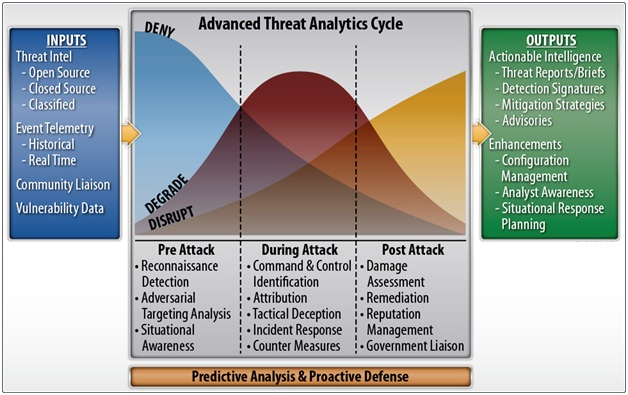 INPUTS
Threat Intel
- Open Source
- Closed Source
- Classified
Event Telemetry
- Historical
- Real Time
Community Liaison
Vulnerability Data
Advanced Threat Analytics Cycle
DENY
DEGRADE
DISRUPT
Pre Attack
• Reconnaissance
Detection
• Adversarial
Targeting Analysis
• Situational
Awareness
During Attack
• Command & Control
Identification
• Attribution
• Tactical Deception
• Incident Response
• Counter Measures
Post Attack
• Damage
Assessment
• Remediation
• Reputation
Management
• Government Liaison
OUTPUTS
Actionable Intelligence
- Threat Reports/Briefs
- Detection Signatures
- Mitigation Strategies
- Advisories
Enhancements
- Configuration
Management
- Analyst Awareness
- Situational Response
Planning
Predictive Analysis & Proactive Defense